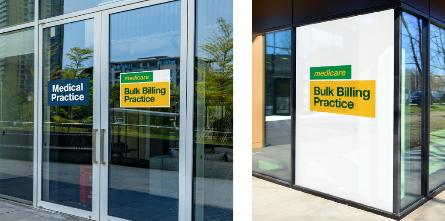 Medical
Practice
medicare
Bulk Billing
Practice
medicare
Bulk Billing
Practice